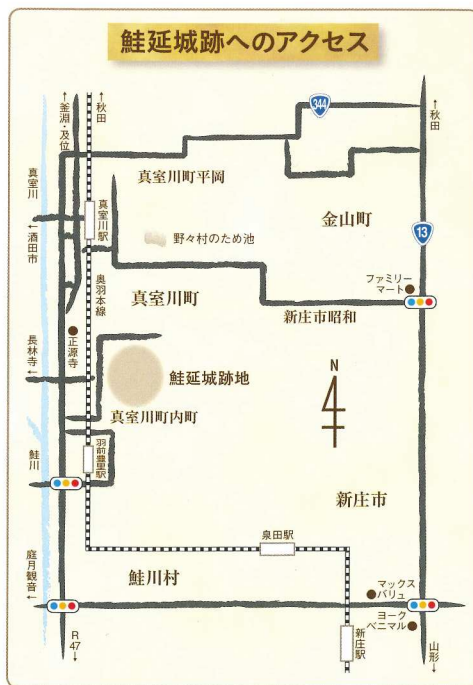 鮭延城跡へのアクセス
↑釜淵・及位
↑秋田
344
↑秋田
真室川町平岡
真室川
真室川駅
金山町
13
←酒田市
野々村のため池
ファミリー
マート
奥羽本線
真室川町
新庄市昭和
正源寺
長林寺←
鮭延城跡地
N
真室川町内町
鮭川←
羽前豊里駅
新庄市
泉田駅
庭月観音←
鮭川村
マックス
バリュ
ヨーク
ベニマル
R
47
↓
新庄駅
山形↓